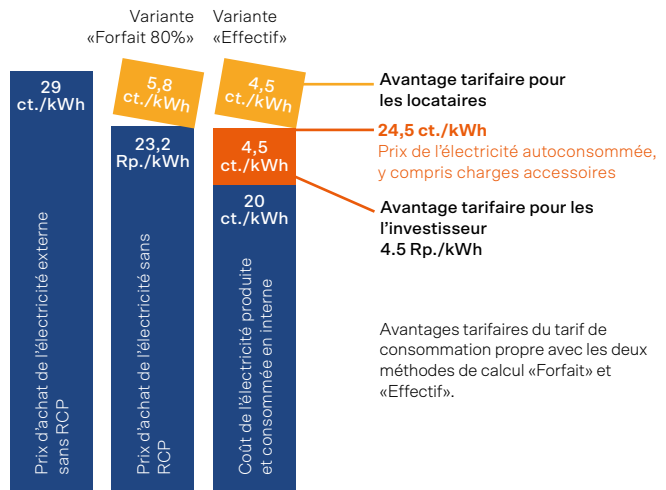 Variante
«Forfait 80%»
Variante
«Effectif»
29
ct./kWh
Prix d’achat de l’électricité externe
sans RCP
5,8
ct./kWh
23,2
Rp./kWh
Prix d’achat de l’électricité sans
RCP
4,5
ct./kWh
4,5
ct./kWh
20
ct./kWh
Coût de l’électricité produite
et consommée en interne
Avantage tarifaire pour
les locataires
24,5 ct./kWh
Prix de l’électricité autoconsommée,
y compris charges accessoires
Avantage tarifaire pour les
l’investisseur
4.5 Rp./kWh
Avantages tarifaires du tarif de
consommation propre avec les deux
méthodes de calcul «Forfait» et
«Effectif».